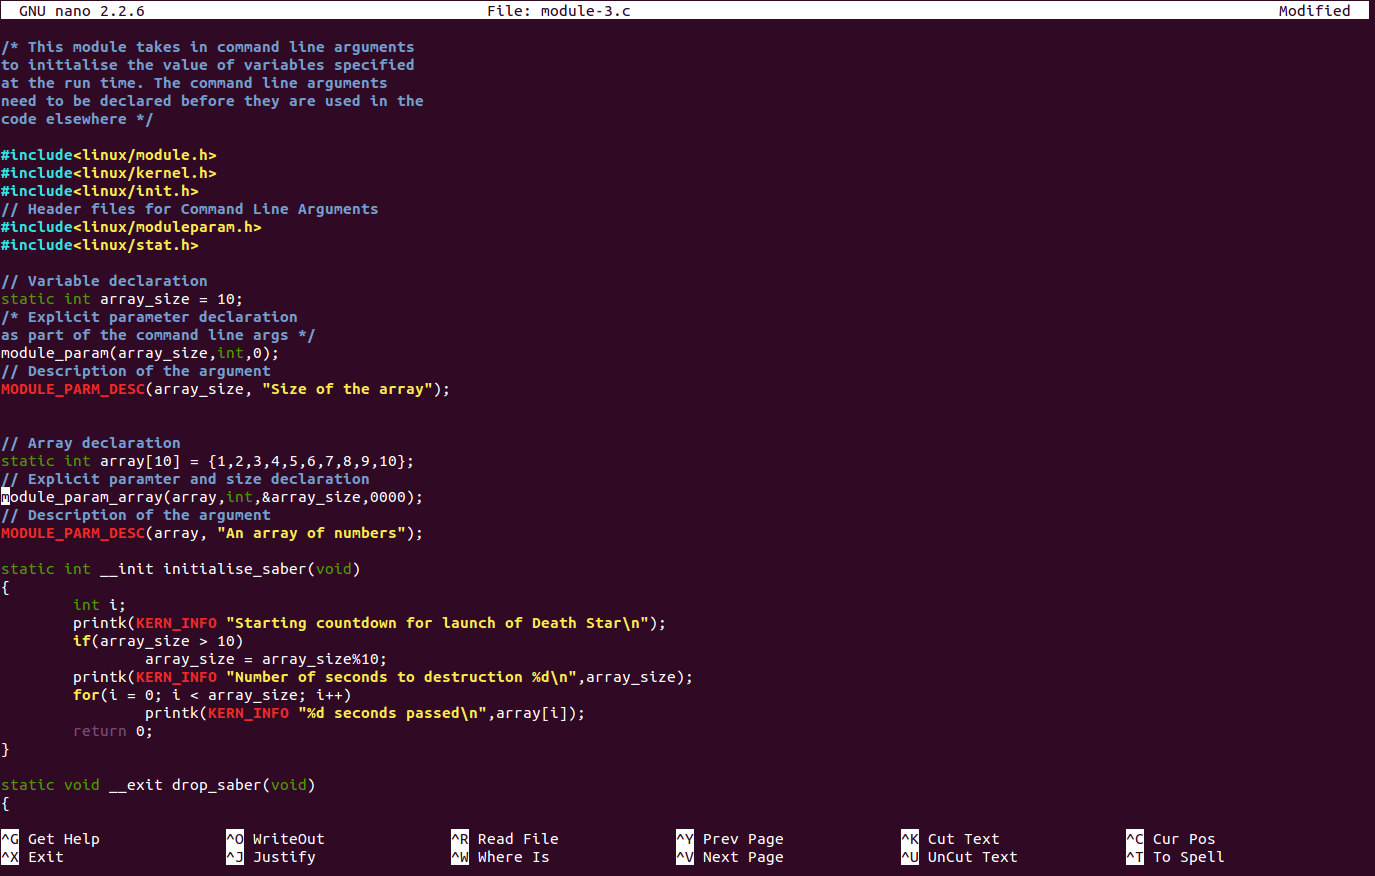 GNU nano 2.2.6 File: module-3.c Modified
/* This module takes in command line arguments
to initialise the value of variables specified
at the run time. The command line arguments
need to be declared before they are used in the
code elsewhere */
#include<linux/module.h>
#include<linux/kernel.h>
#include<linux/init.h>
// Header files for Command Line Arguments
#include<linux/moduleparam.h>
#include<linux/stat.h>
// Variable declaration
static int array_size = 10;
/* Explicit parameter declaration
as part of the command line args */
module_param(array_size,int,0);
// Description of the argument
MODULE_PARM_DESC(array_size, "Size of the array");
// Array declaration
static int array[10] = {1,2,3,4,5,6,7,8,9,10};
// Explicit paramter and size declaration
module_param_array(array,int,&array_size,0000);
// Description of the argument
MODULE_PARM_DESC(array, "An array of numbers");
static int __init initialise_saber(void)
{
int i;
printk(KERN_INFO "Starting countdown for launch of Death Star\n");
if(array_size > 10)
array_size = array_size%10;
printk(KERN_INFO "Number of seconds to destruction %d\n",array_size);
for(i = 0; i < array_size; i++)
printk(KERN_INFO "%d seconds passed\n",array[i]);
return 0;
}
static void __exit drop_saber(void)
{
^G Get Help ^O WriteOut ^R Read File ^Y Prev Page ^K Cut Text ^C Cur Pos
^X Exit ^J Justify ^W Where Is ^V Next Page ^U UnCut Text ^T To Spell